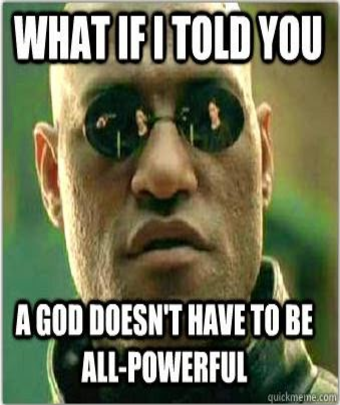 WHAT IF I TOLD YOU
A GOD DOESN'T HAVE TO BE
ALL-POWERFUL
quickmeme.com